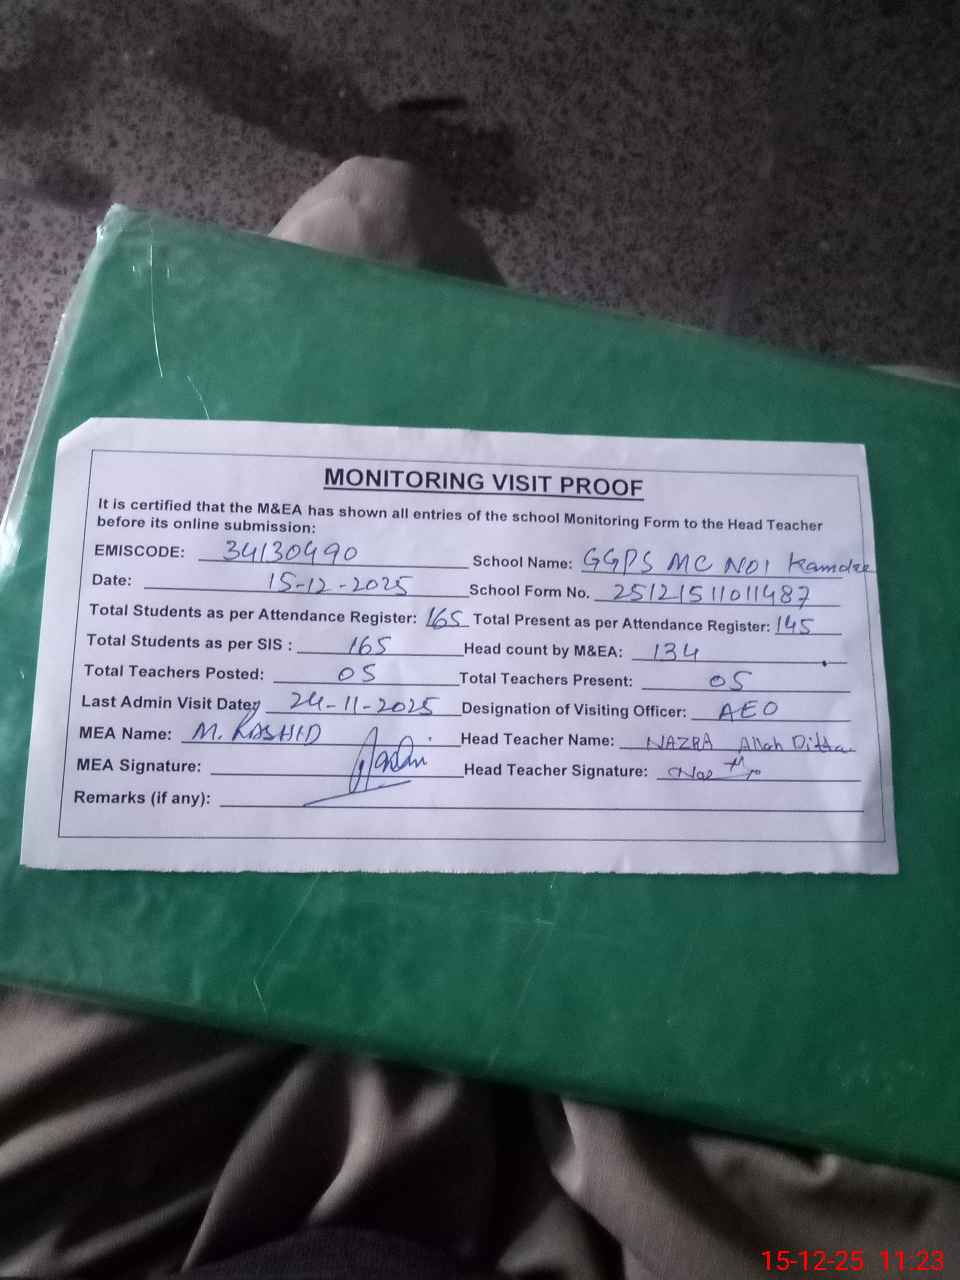 MONITORING VISIT PROOF
It is certified that the M&EA has shown all entries of the school Monitoring Form to the Head Teacher
before its online submission:
EMISCODE: 34130490 School Name: GGPS MC NO1 Kamoke
Date: 15-12-2025 School Form No. 25121511011487
Total Students as per Attendance Register: 165 Total Present as per Attendance Register: 145
Total Students as per SIS : 165 Head count by M&EA: 134
Total Teachers Posted: 05 Total Teachers Present: 05
Last Admin Visit Date: 24-11-2025 Designation of Visiting Officer: AEO
MEA Name: M. RASHID Head Teacher Name: NAZRA Allah Ditta
MEA Signature: Head Teacher Signature:
Remarks (if any):
15-12-25 11:23